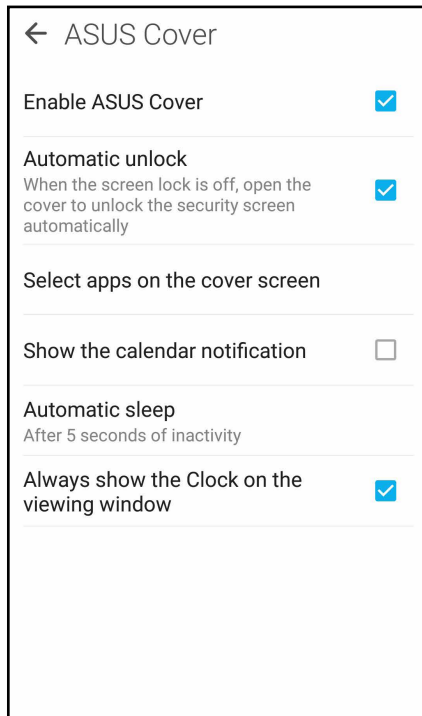 ASUS Cover
Enable ASUS Cover
Automatic unlock
When the screen lock is off, open the
cover to unlock the security screen
automatically
Select apps on the cover screen
Show the calendar notification
Automatic sleep
After 5 seconds of inactivity
Always show the Clock on the
viewing window